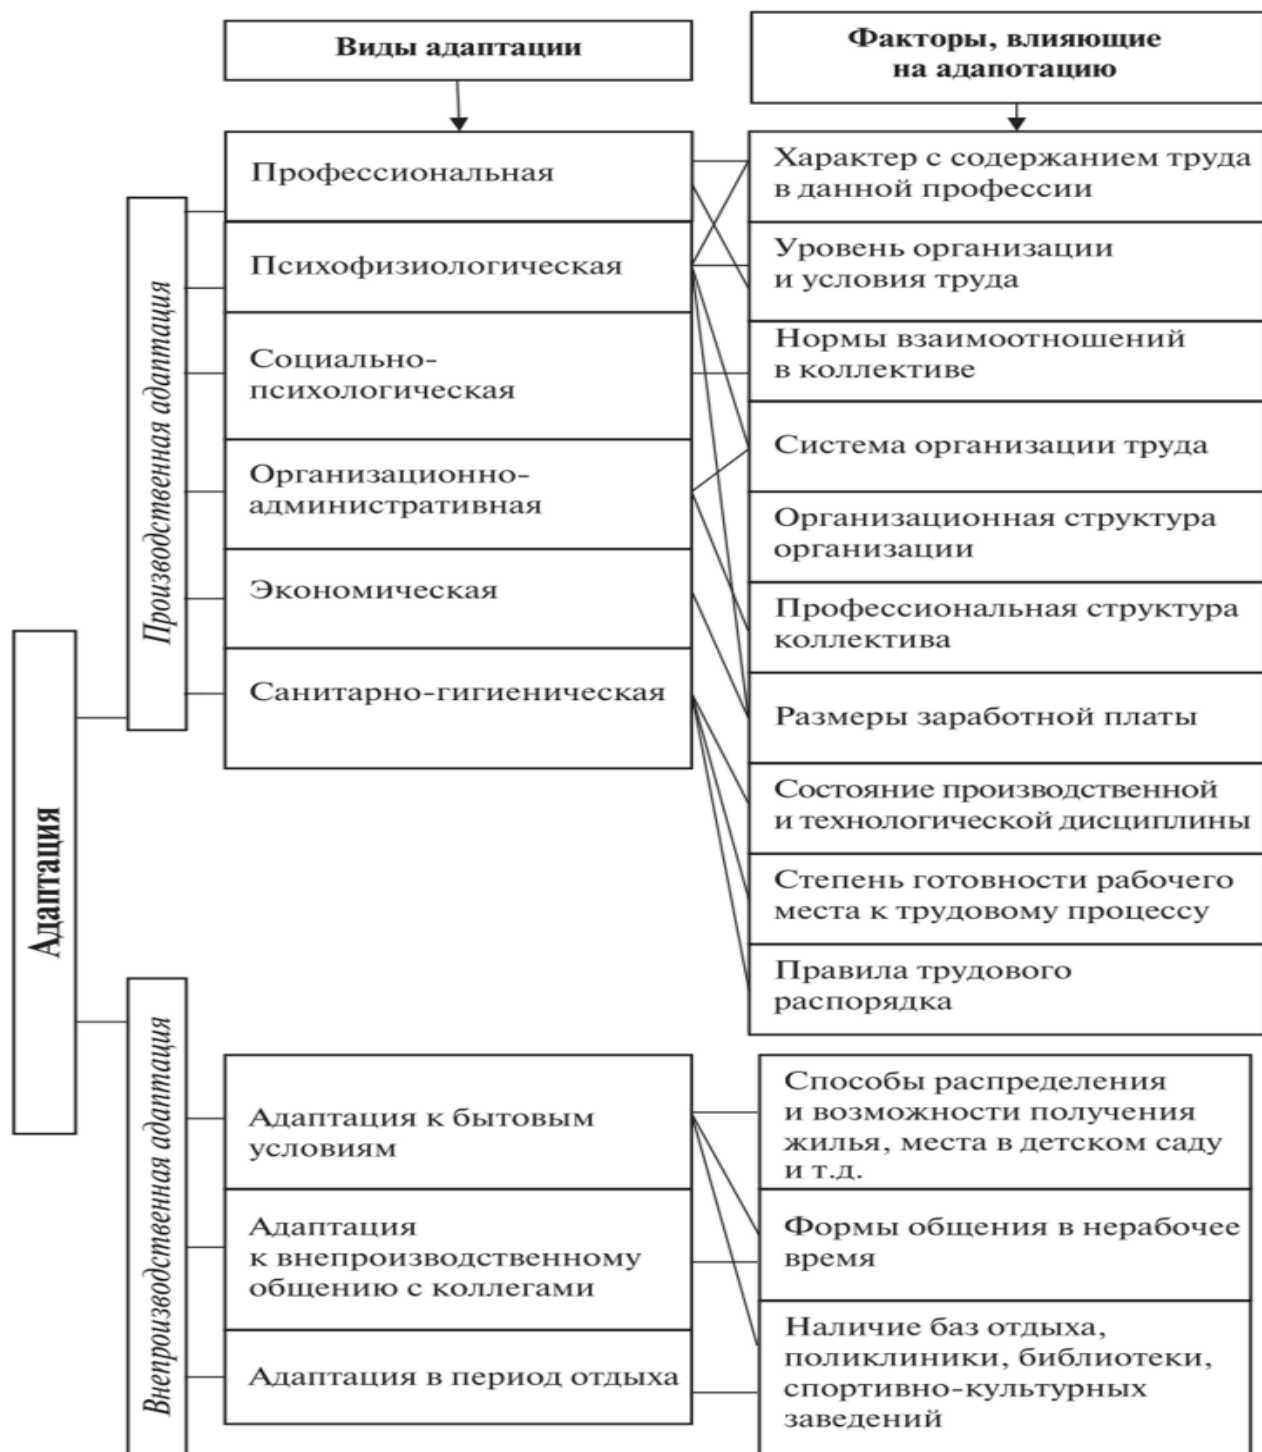 Виды адаптации
Факторы, влияющие
на адапотацию
Адаптация
Производственная адаптация
Профессиональная
Психофизиологическая
Социально-
психологическая
Организационно-
административная
Экономическая
Санитарно-гигиеническая
Характер с содержанием труда
в данной профессии
Уровень организации
и условия труда
Нормы взаимоотношений
в коллективе
Система организации труда
Организационная структура
организации
Профессиональная структура
коллектива
Размеры заработной платы
Состояние производственной
и технологической дисциплины
Степень готовности рабочего
места к трудовому процессу
Правила трудового
распорядка
Внепроизводственная адаптация
Адаптация к бытовым
условиям
Адаптация
к внепроизводственному
общению с коллегами
Адаптация в период отдыха
Способы распределения
и возможности получения
жилья, места в детском саду
и т.д.
Формы общения в нерабочее
время
Наличие баз отдыха,
поликлиники, библиотеки,
спортивно-культурных
заведений